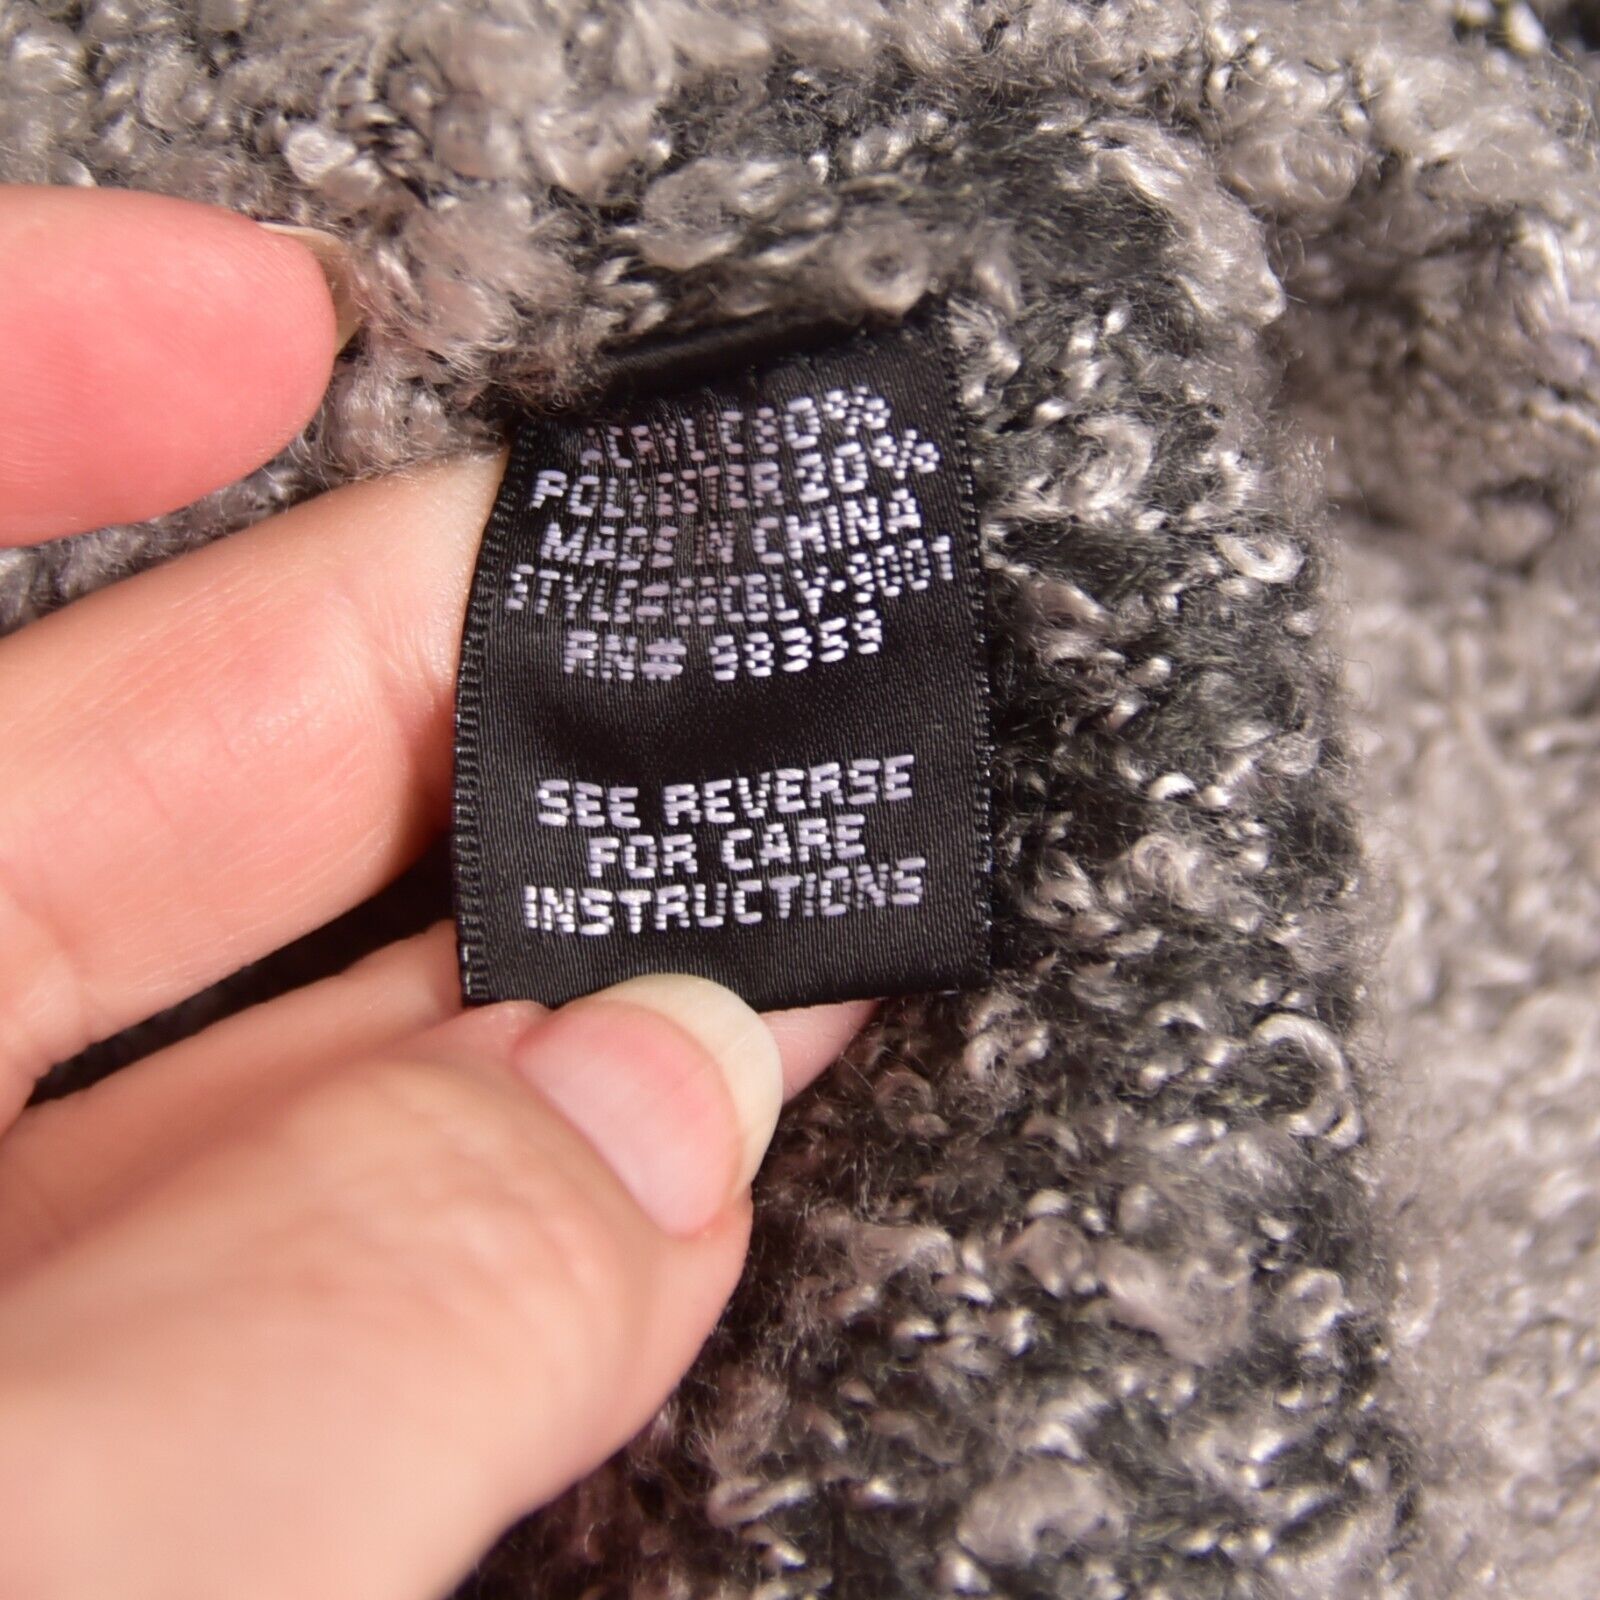 ACRYLIC 80%
POLYESTER 20%
MADE IN CHINA
RN# 98359
SEE REVERSE
FOR CARE
INSTRUCTIONS